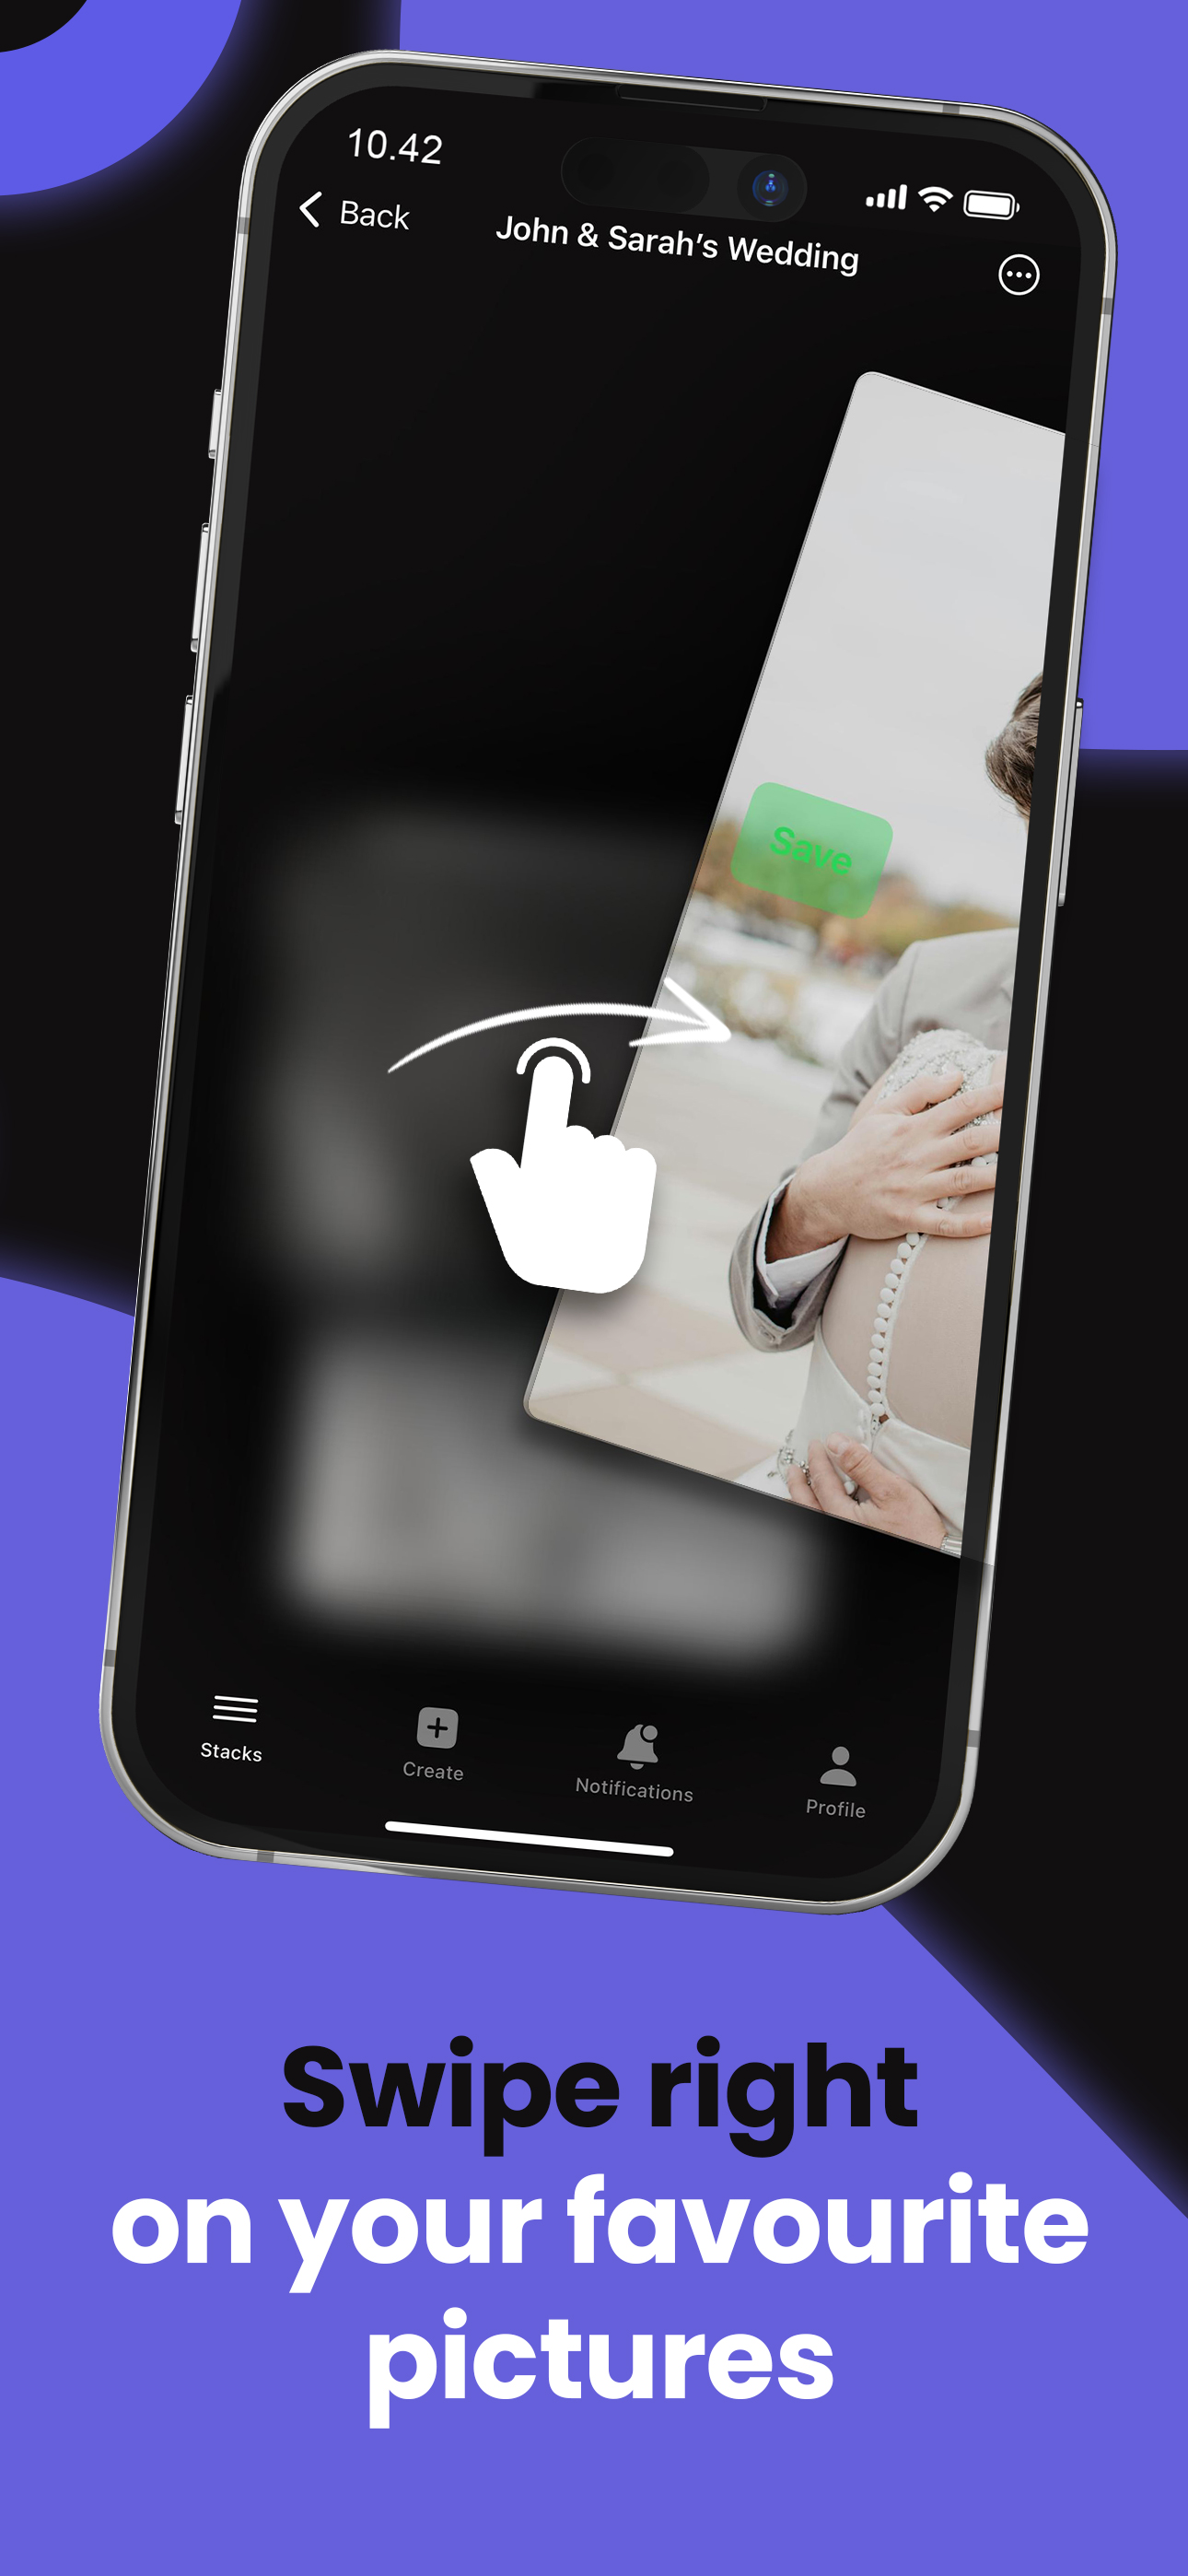 10.42
Back
John & Sarah's Wedding
Save
Stacks
Create
Notifications
Profile
Swipe right
on your favourite
pictures